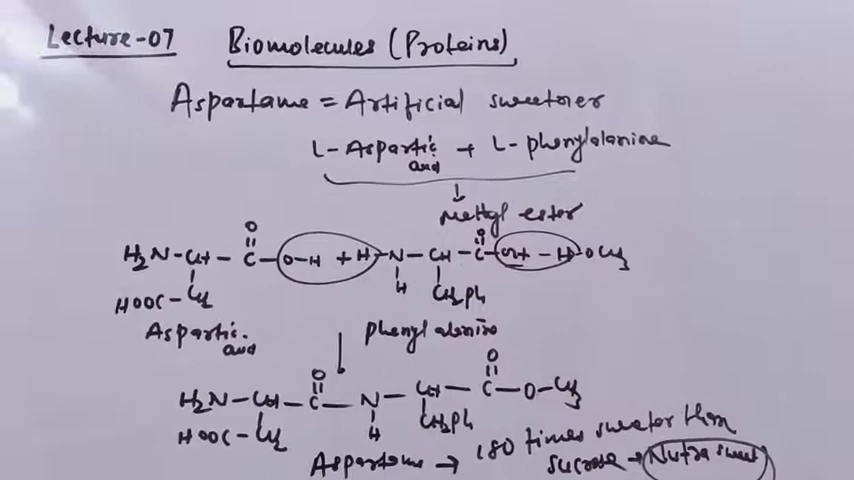 Lecture-07 Biomolecules (Proteins)
Aspartame = Artificial sweetner
L-Aspartic acid + L-phenylalanine
↓
Methyl ester
H₂N-CH-C(=O)-O-H + H-N-CH-C(=O)-OH - H-OCH₃
HOOC-CH₂ H CH₂Ph
Aspartic acid phenylalanine
↓
H₂N-CH-C(=O)-N-CH-C(=O)-O-CH₃
HOOC-CH₂ H CH₂Ph
Aspartame → 180 times sweeter than
sucrose → Nutra sweet